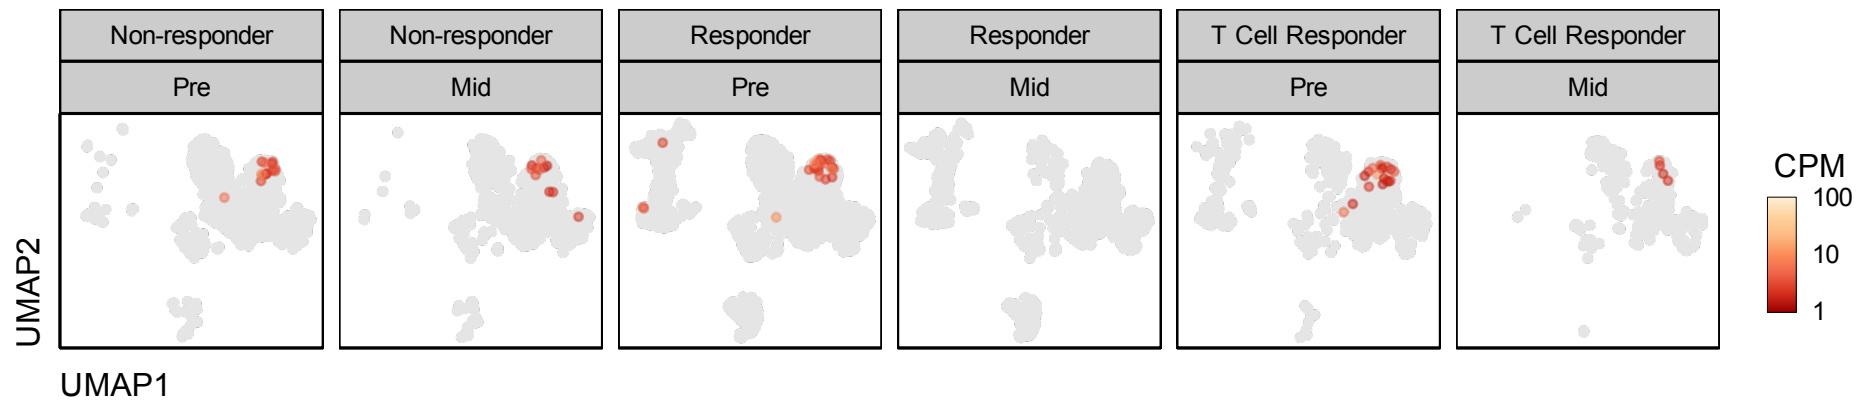 Non-responder
Non-responder
Responder
Responder
T Cell Responder
T Cell Responder
Pre
Mid
Pre
Mid
Pre
Mid
UMAP2
UMAP1
CPM
100
10
1